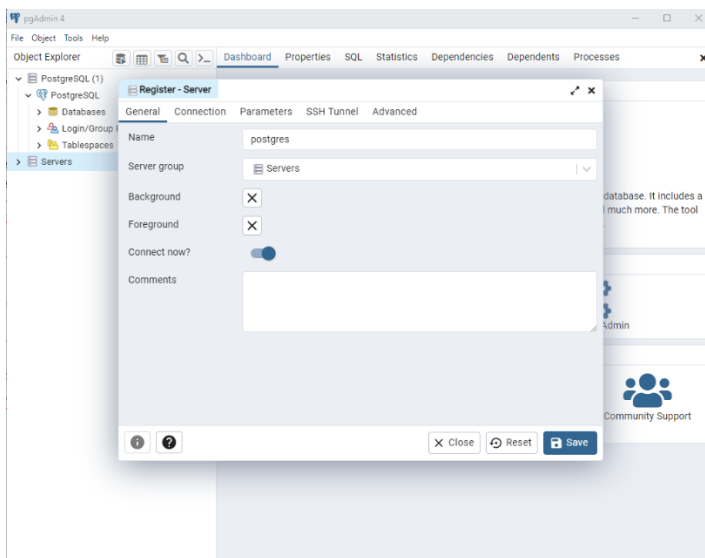 pgAdmin 4
File Object Tools Help
Object Explorer
Dashboard Properties SQL Statistics Dependencies Dependents Processes
PostgreSQL (1)
PostgreSQL
Databases
Login/Group
Tablespaces
Servers
Register - Server
General Connection Parameters SSH Tunnel Advanced
Name
postgres
Server group
Servers
Background
Foreground
Connect now?
Comments
Close
Reset
Save
database. It includes a
much more. The tool
Admin
Community Support